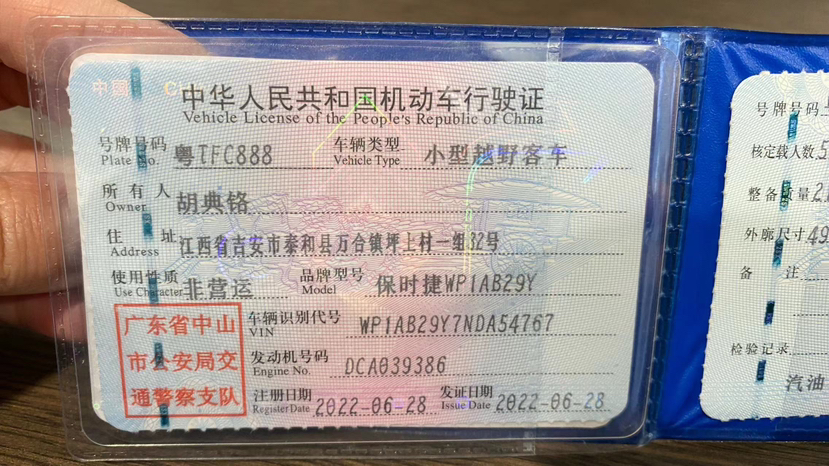 中国
中华人民共和国机动车行驶证
Vehicle License of the People's Republic of China
号牌号码 粤TFC888 车辆类型 小型越野客车
Plate No. Vehicle Type
所有人 胡典铭
Owner
住址 江西省吉安市泰和县万合镇坪上村一组32号
Address
使用性质 非营运 品牌型号 保时捷WP1AB29Y
Use Character Model
广东省中山
市公安局交
通警察支队
车辆识别代号 WP1AB29Y7NDA54767
VIN
发动机号码 DCA039386
Engine No.
注册日期 2022-06-28 发证日期 2022-06-28
Register Date Issue Date
号牌号码
核定载人数 5
整备质量 2
外廓尺寸 49
备注
检验记录
汽油